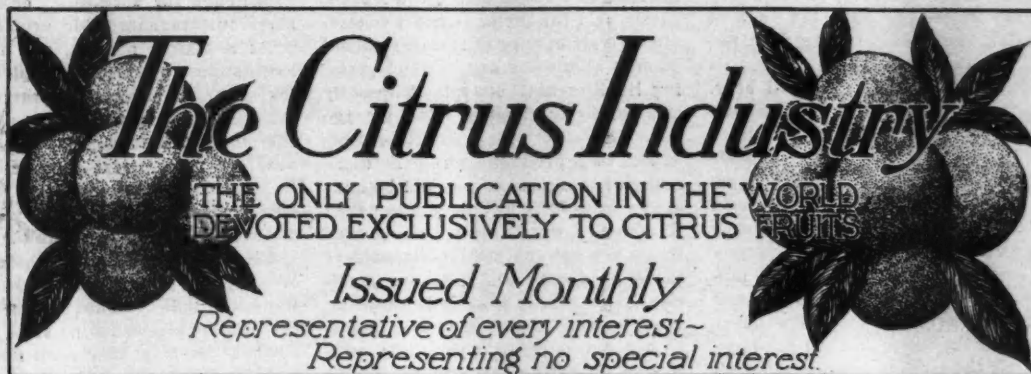 The Citrus Industry
THE ONLY PUBLICATION IN THE WORLD
DEVOTED EXCLUSIVELY TO CITRUS FRUITS
Issued Monthly
Representative of every interest~
Representing no special interest.